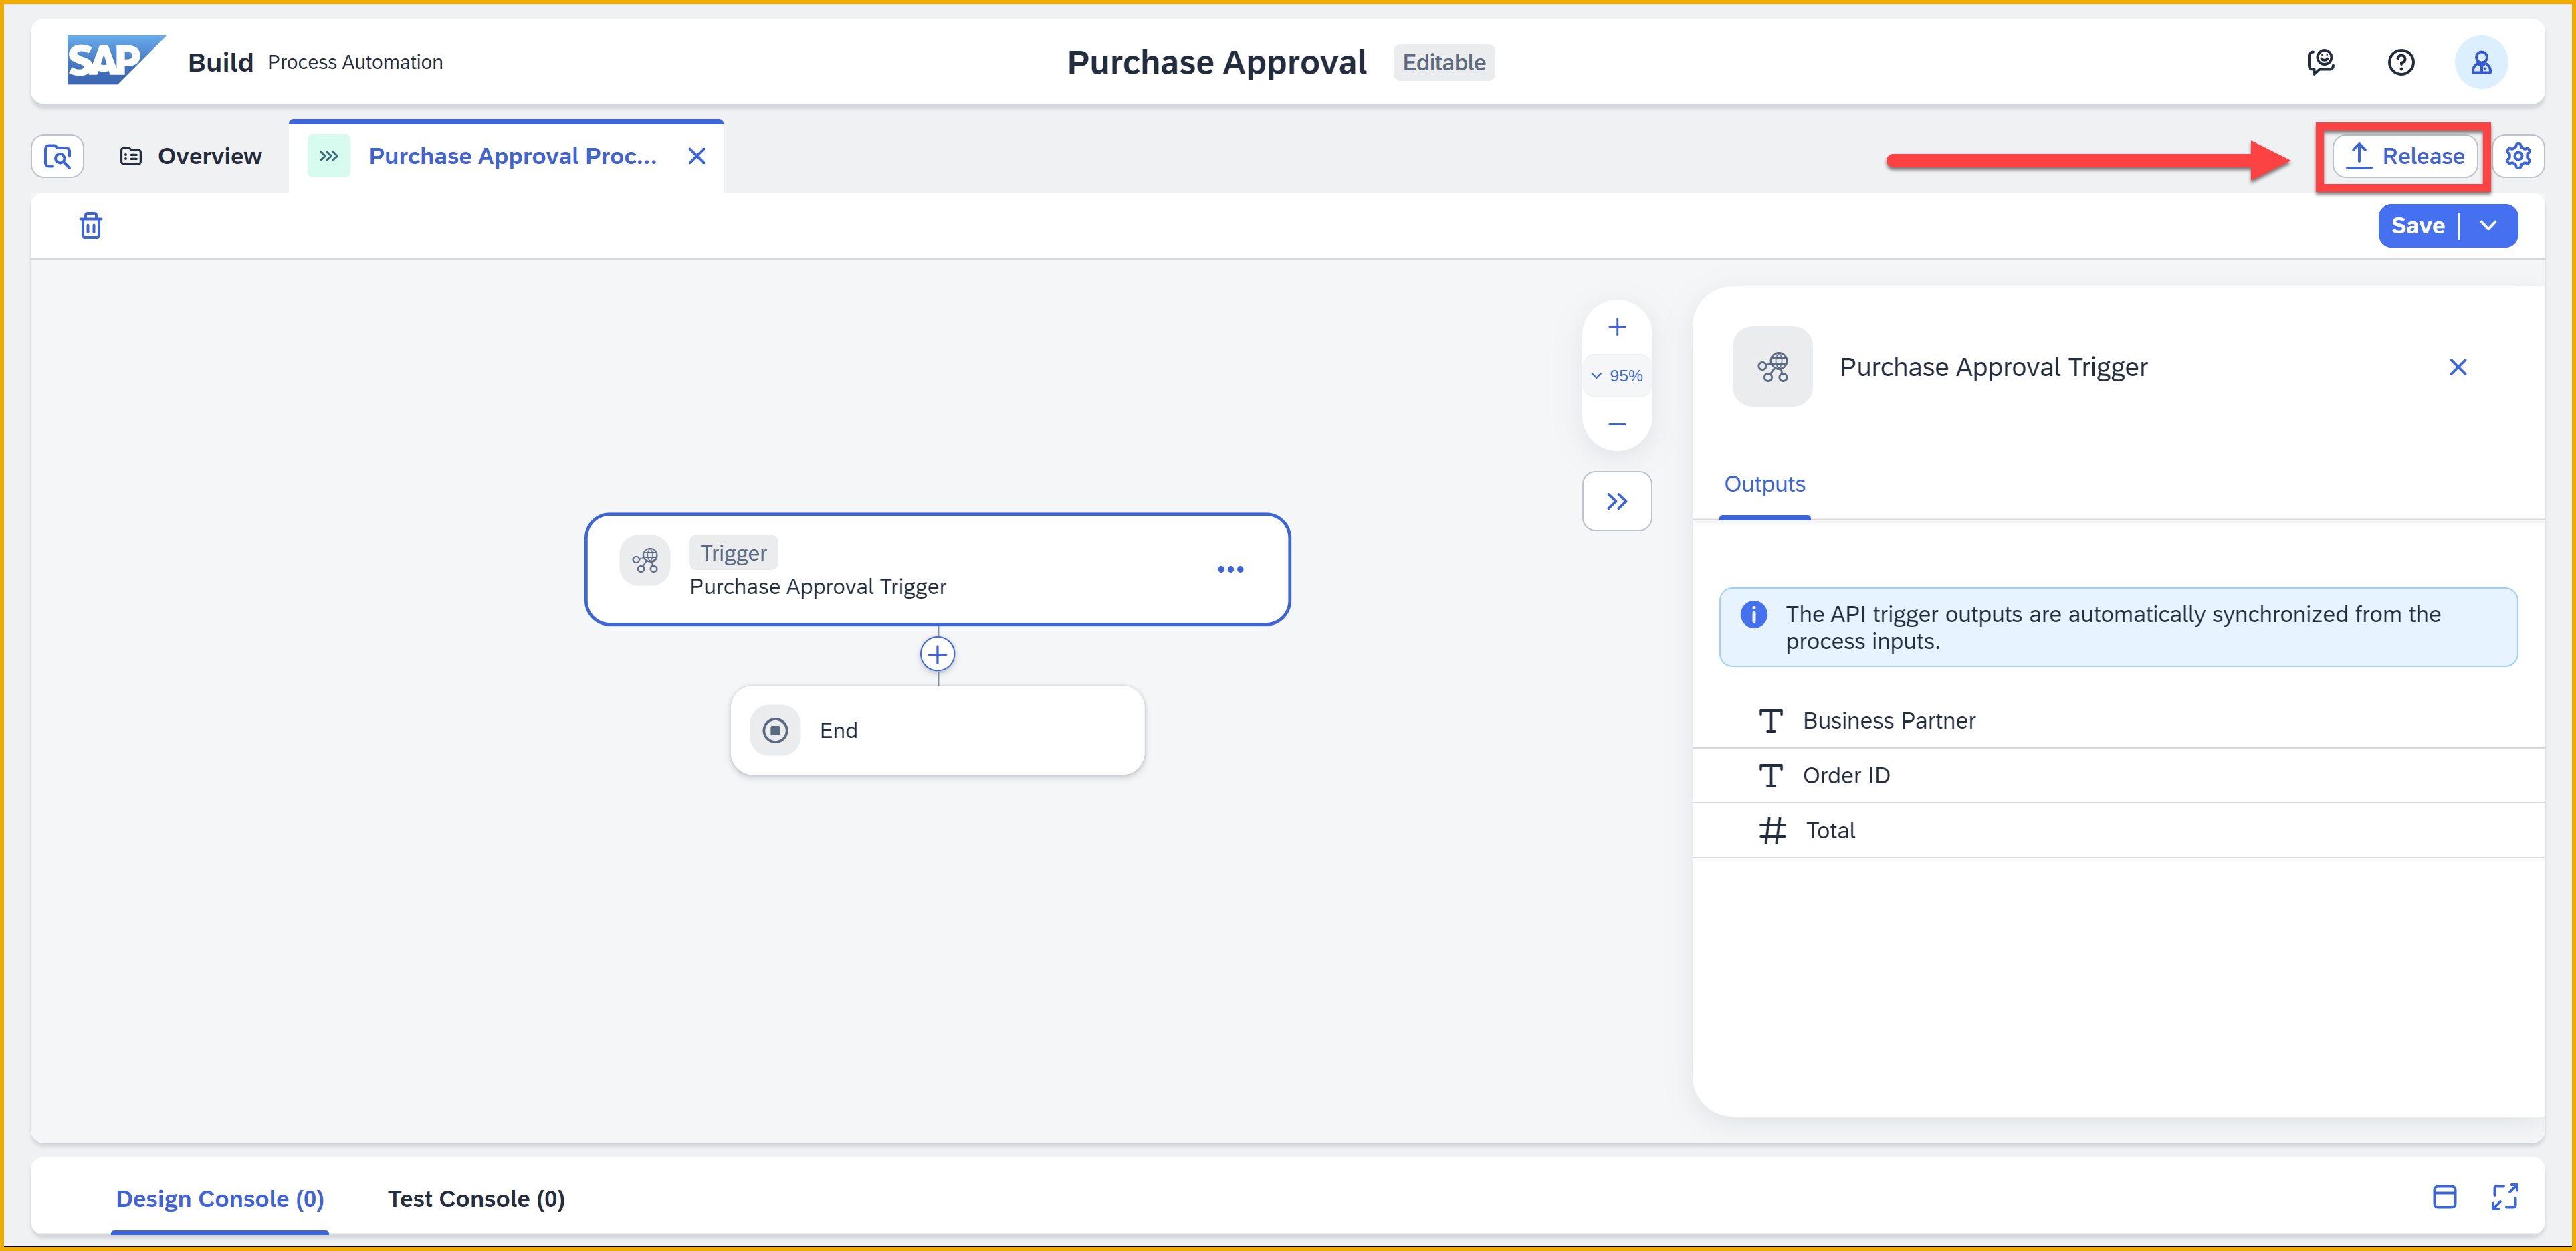 SAP Build Process Automation
Purchase Approval Editable
Overview
Purchase Approval Proc...
Release
Save
95%
Trigger
Purchase Approval Trigger
End
Purchase Approval Trigger
Outputs
The API trigger outputs are automatically synchronized from the
process inputs.
Business Partner
Order ID
Total
Design Console (0)
Test Console (0)